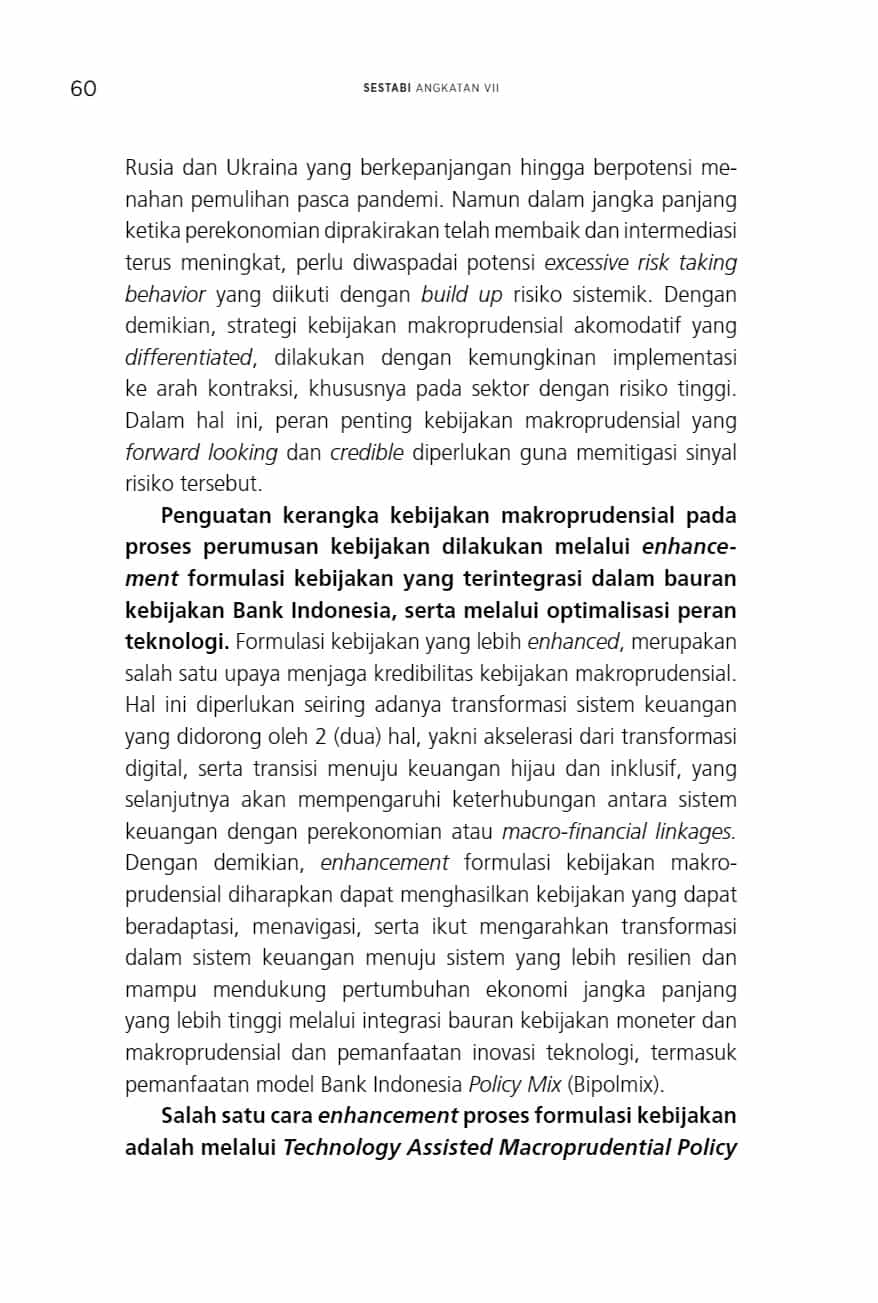 60
SESTABI ANGKATAN VII
Rusia dan Ukraina yang berkepanjangan hingga berpotensi me-
nahan pemulihan pasca pandemi. Namun dalam jangka panjang
ketika perekonomian diprakirakan telah membaik dan intermediasi
terus meningkat, perlu diwaspadai potensi excessive risk taking
behavior yang diikuti dengan build up risiko sistemik. Dengan
demikian, strategi kebijakan makroprudensial akomodatif yang
differentiated, dilakukan dengan kemungkinan implementasi
ke arah kontraksi, khususnya pada sektor dengan risiko tinggi.
Dalam hal ini, peran penting kebijakan makroprudensial yang
forward looking dan credible diperlukan guna memitigasi sinyal
risiko tersebut.
Penguatan kerangka kebijakan makroprudensial pada
proses perumusan kebijakan dilakukan melalui enhance-
ment formulasi kebijakan yang terintegrasi dalam bauran
kebijakan Bank Indonesia, serta melalui optimalisasi peran
teknologi. Formulasi kebijakan yang lebih enhanced, merupakan
salah satu upaya menjaga kredibilitas kebijakan makroprudensial.
Hal ini diperlukan seiring adanya transformasi sistem keuangan
yang didorong oleh 2 (dua) hal, yakni akselerasi dari transformasi
digital, serta transisi menuju keuangan hijau dan inklusif, yang
selanjutnya akan mempengaruhi keterhubungan antara sistem
keuangan dengan perekonomian atau macro-financial linkages.
Dengan demikian, enhancement formulasi kebijakan makro-
prudensial diharapkan dapat menghasilkan kebijakan yang dapat
beradaptasi, menavigasi, serta ikut mengarahkan transformasi
dalam sistem keuangan menuju sistem yang lebih resilien dan
mampu mendukung pertumbuhan ekonomi jangka panjang
yang lebih tinggi melalui integrasi bauran kebijakan moneter dan
makroprudensial dan pemanfaatan inovasi teknologi, termasuk
pemanfaatan model Bank Indonesia Policy Mix (Bipolmix).
Salah satu cara enhancement proses formulasi kebijakan
adalah melalui Technology Assisted Macroprudential Policy